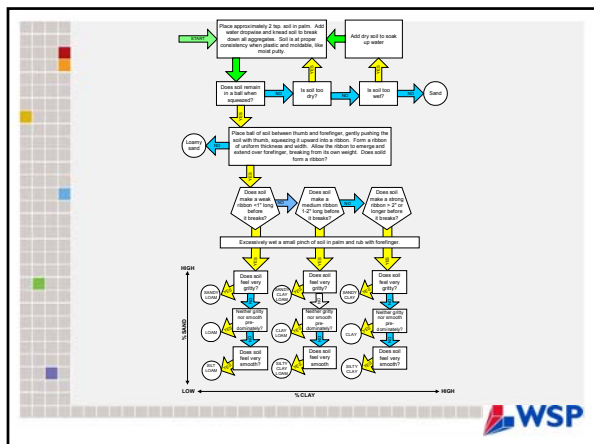 Place approximately 2 tsp. soil in palm. Add
water dropwise and knead soil to break
down all aggregates. Soil is at proper
consistency when plastic and moldable, like
moist putty.
START
Add dry soil to soak
up water
YES
YES
Does soil remain
in a ball when
squeezed?
NO
Is soil too
dry?
NO
Is soil too
wet?
NO
Sand
YES
Place ball of soil between thumb and forefinger, gently pushing the
soil with thumb, squeezing it upward into a ribbon. Form a ribbon
of uniform thickness and width. Allow the ribbon to emerge and
extend over forefinger, breaking from its own weight. Does soild
form a ribbon?
NO
Loamy
sand
YES
Does soil
make a weak
ribbon <1" long
before
it breaks?
NO
Does soil
make a
medium ribbon
1-2" long before
it breaks?
NO
Does soil
make a strong
ribbon > 2" or
longer before it
breaks?
YES
YES
YES
Excessively wet a small pinch of soil in palm and rub with forefinger.
YES
YES
YES
HIGH
% SAND
Does soil
feel very
gritty?
YES
SANDY
LOAM
Does soil
feel very
gritty?
YES
SANDY
CLAY
LOAM
Does soil
feel very
gritty?
YES
SANDY
CLAY
NO
NO
NO
Neither gritty
nor smooth
pre-
dominately?
YES
LOAM
Neither gritty
nor smooth
pre-
dominately?
YES
CLAY
LOAM
Neither gritty
nor smooth
pre-
dominately?
YES
CLAY
NO
NO
NO
Does soil
feel very
smooth?
YES
SILT
LOAM
Does soil
feel very
smooth
YES
SILTY
CLAY
LOAM
Does soil
feel very
smooth?
YES
SILTY
CLAY
LOW
% CLAY
HIGH
WSP